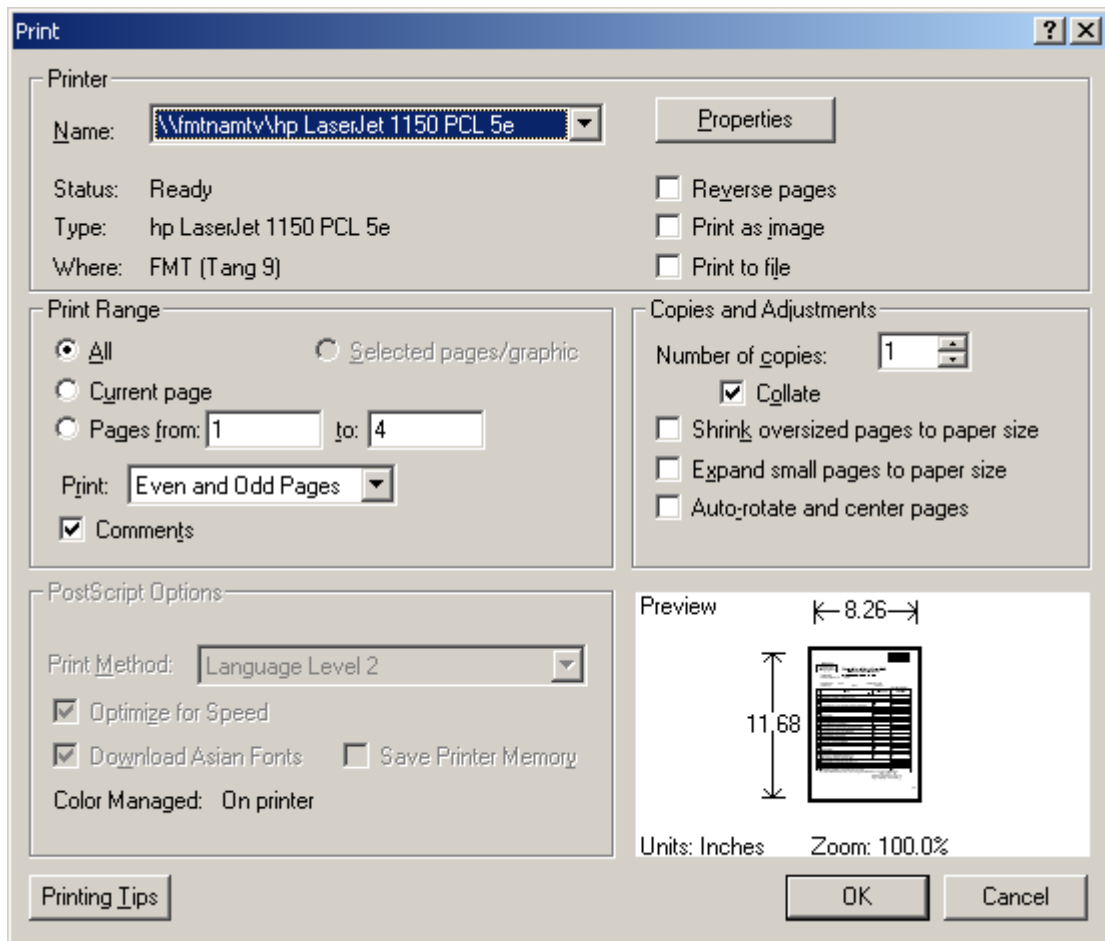 Print
Printer
Name: \\fmtnamtv\hp LaserJet 1150 PCL 5e Properties
Status: Ready Reverse pages
Type: hp LaserJet 1150 PCL 5e Print as image
Where: FMT (Tang 9) Print to file
Print Range
All Selected pages/graphic
Current page
Pages from: 1 to: 4
Print: Even and Odd Pages
Comments
Copies and Adjustments
Number of copies: 1
Collate
Shrink oversized pages to paper size
Expand small pages to paper size
Auto-rotate and center pages
PostScript Options
Print Method: Language Level 2
Optimize for Speed
Download Asian Fonts Save Printer Memory
Color Managed: On printer
Preview 8.26
11.68
Units: Inches Zoom: 100.0%
Printing Tips OK Cancel